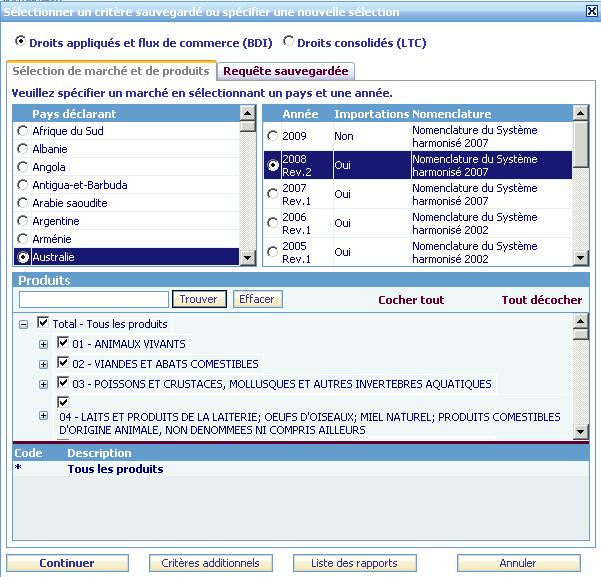 Sélectionner un critère sauvegardé ou spécifier une nouvelle sélection
Droits appliqués et flux de commerce (BDI) Droits consolidés (LTC)
Sélection de marché et de produits Requête sauvegardée
Veuillez spécifier un marché en sélectionnant un pays et une année.
Pays déclarant
Afrique du Sud
Albanie
Angola
Antigua-et-Barbuda
Arabie saoudite
Argentine
Arménie
Australie
Année Importations Nomenclature
2009 Non Nomenclature du Système harmonisé 2007
2008 Rev.2 Oui Nomenclature du Système harmonisé 2007
2007 Rev.1 Oui Nomenclature du Système harmonisé 2007
2006 Rev.1 Oui Nomenclature du Système harmonisé 2002
2005 Rev.1 Oui Nomenclature du Système harmonisé 2002
Produits
Trouver Effacer Cocher tout Tout décocher
Total - Tous les produits
01 - ANIMAUX VIVANTS
02 - VIANDES ET ABATS COMESTIBLES
03 - POISSONS ET CRUSTACES, MOLLUSQUES ET AUTRES INVERTEBRES AQUATIQUES
04 - LAITS ET PRODUITS DE LA LAITERIE; OEUFS D'OISEAUX; MIEL NATUREL; PRODUITS COMESTIBLES
D'ORIGINE ANIMALE, NON DENOMMEES NI COMPRIS AILLEURS
Code Description
* Tous les produits
Continuer Critères additionnels Liste des rapports Annuler